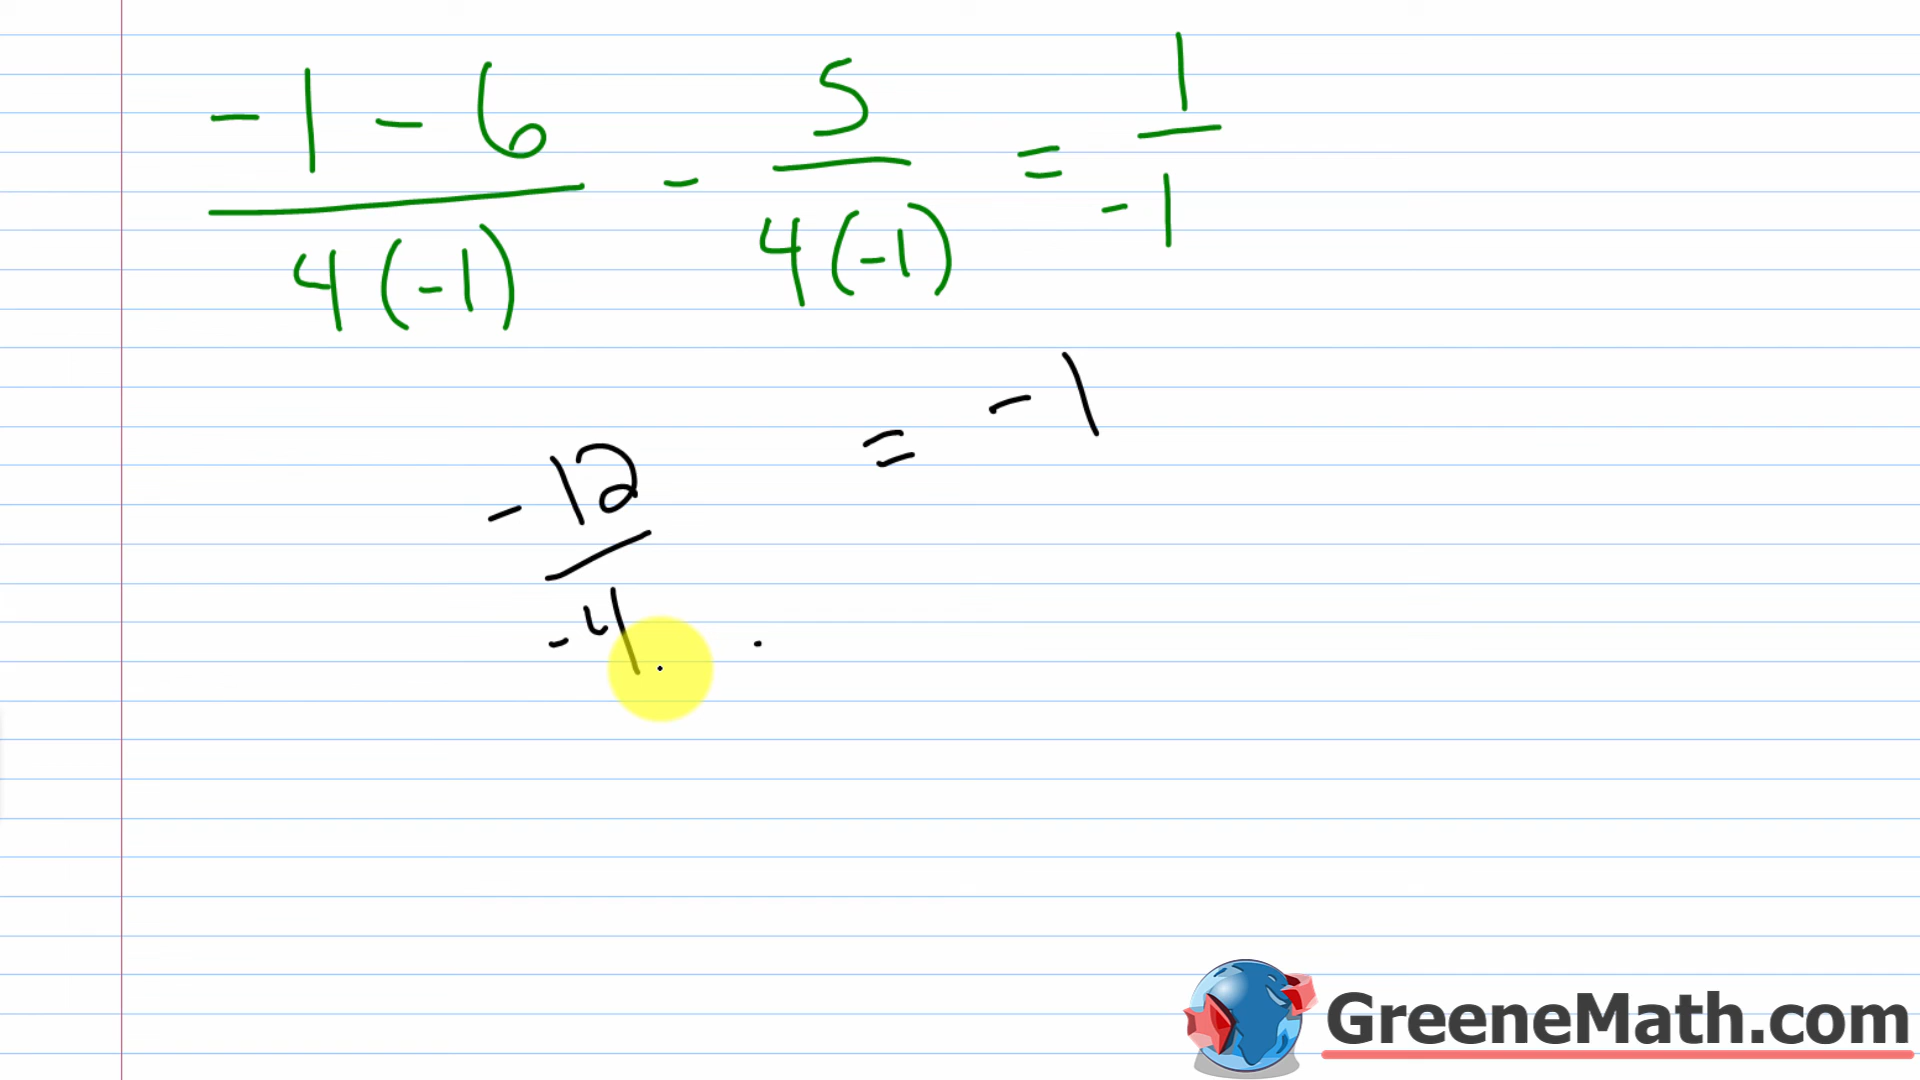 -1 - 6 / 4(-1) - 5 / 4(-1) = 1 / -1
-12 / -4 = -1
GreeneMath.com